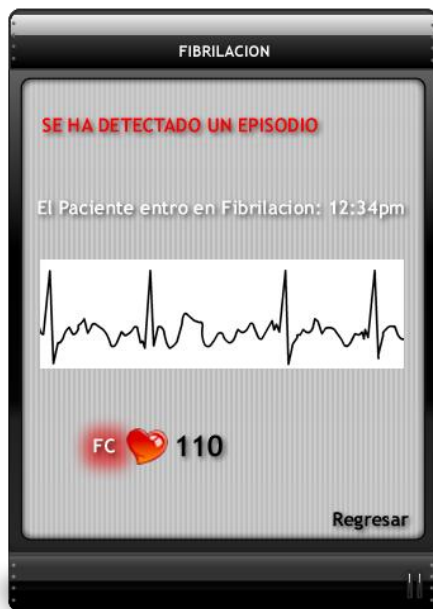 FIBRILACION
SE HA DETECTADO UN EPISODIO
El Paciente entro en Fibrilacion: 12:34pm
FC 110
Regresar